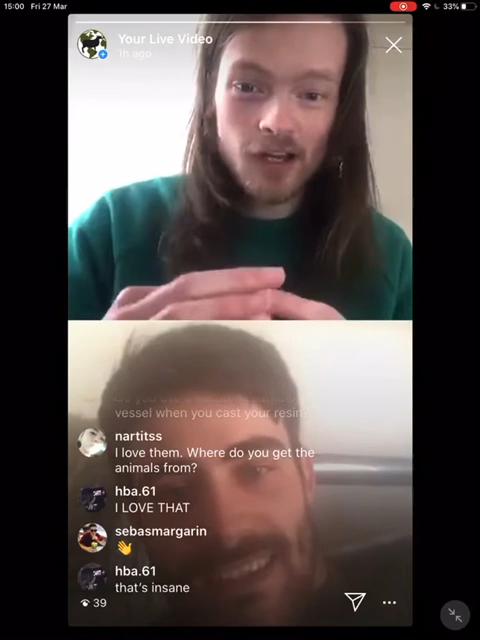 15:00 Fri 27 Mar 33%
Your Live Video
1h ago
vessel when you cast your resin
nartitss
I love them. Where do you get the
animals from?
hba.61
I LOVE THAT
sebasmargarin
👋
hba.61
that's insane
39